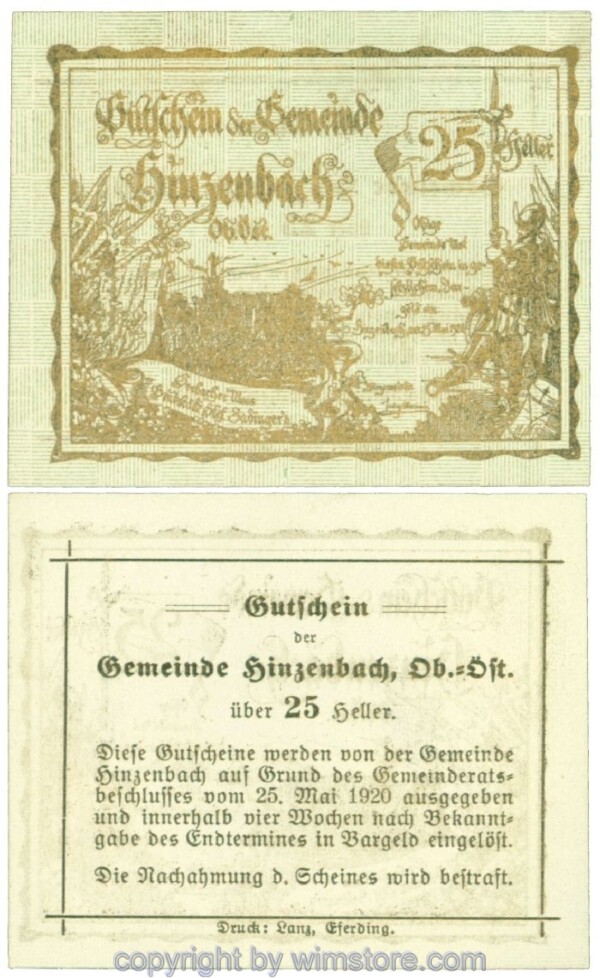 Gutschein der Gemeinde
Hinzenbach
Ob. Öst.
25 Heller
Gutschein
der
Gemeinde Hinzenbach, Ob.-Öst.
über 25 Heller.
Diese Gutscheine werden von der Gemeinde
Hinzenbach auf Grund des Gemeinderats-
beschlusses vom 25. Mai 1920 ausgegeben
und innerhalb vier Wochen nach Bekannt-
gabe des Endtermines in Bargeld eingelöst.
Die Nachahmung d. Scheines wird bestraft.
Druck: Lanz, Eferding.
copyright by wimstore.com